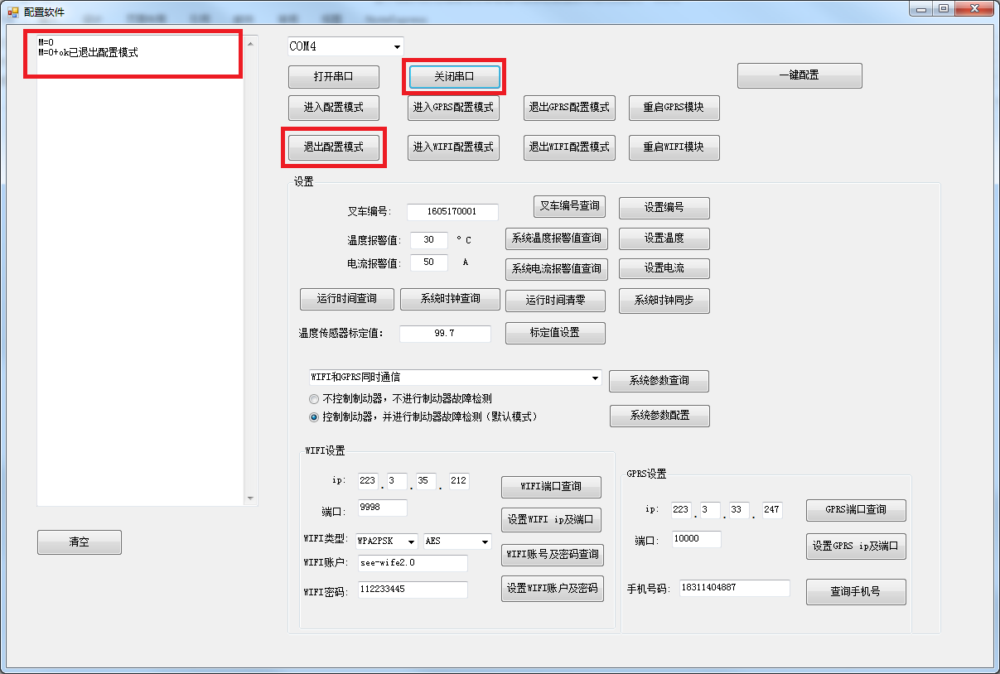 配置软件
M=0
M=0+ok已退出配置模式
COM4
打开串口
关闭串口
一键配置
进入配置模式
进入GPRS配置模式
退出GPRS配置模式
重启GPRS模块
退出配置模式
进入WIFI配置模式
退出WIFI配置模式
重启WIFI模块
设置
叉车编号:
1605170001
叉车编号查询
设置编号
温度报警值:
30
° C
系统温度报警值查询
设置温度
电流报警值:
50
A
系统电流报警值查询
设置电流
运行时间查询
系统时钟查询
运行时间清零
系统时钟同步
温度传感器标定值:
99.7
标定值设置
WIFI和GPRS同时通信
系统参数查询
不控制制动器，不进行制动器故障检测
控制制动器，并进行制动器故障检测（默认模式）
系统参数配置
WIFI设置
ip:
223 . 3 . 35 . 212
WIFI端口查询
端口:
9998
设置WIFI ip及端口
WIFI类型:
WPA2PSK
AES
WIFI账号及密码查询
WIFI账户:
see-wife2.0
WIFI密码:
112233445
设置WIFI账户及密码
GPRS设置
ip:
223 . 3 . 33 . 247
GPRS端口查询
端口:
10000
设置GPRS ip及端口
手机号码:
18311404887
查询手机号
清空